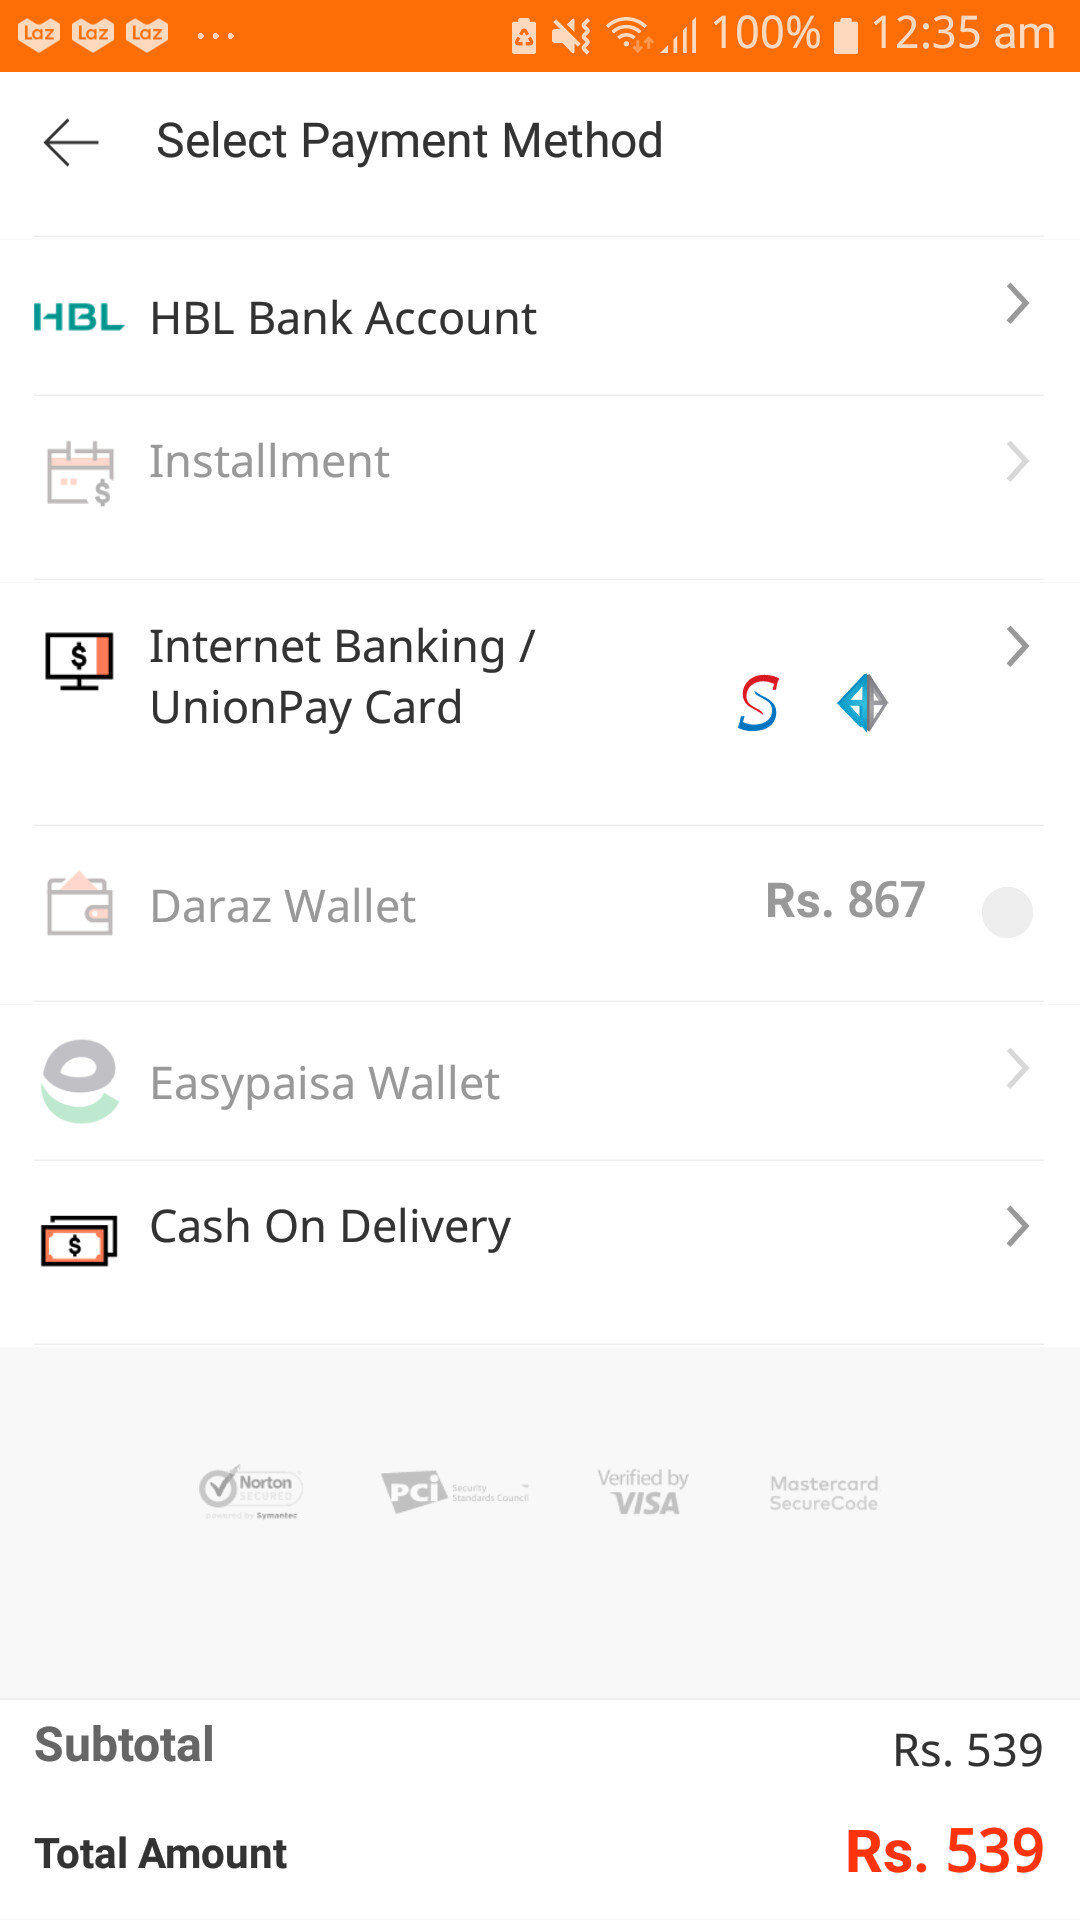 Laz Laz Laz ... 100% 12:35 am
Select Payment Method
HBL HBL Bank Account
Installment
Internet Banking /
UnionPay Card
Daraz Wallet Rs. 867
Easypaisa Wallet
Cash On Delivery
Norton
SECURED
powered by Symantec
PCi Security
Standards Council
Verified by
VISA
Mastercard
SecureCode
Subtotal Rs. 539
Total Amount Rs. 539